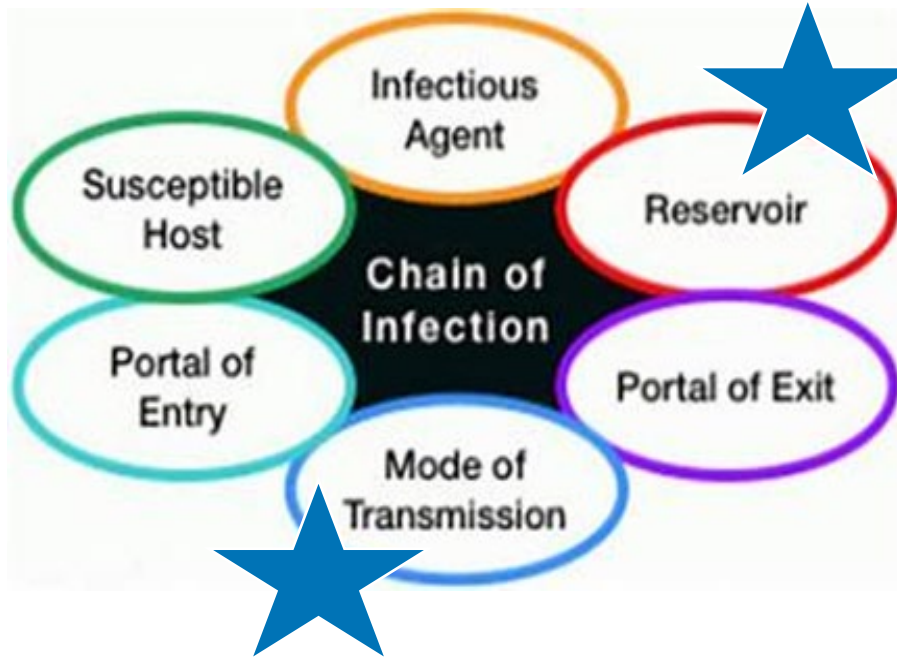 Infectious
Agent
Reservoir
Portal of Exit
Mode of
Transmission
Portal of
Entry
Susceptible
Host
Chain of
Infection